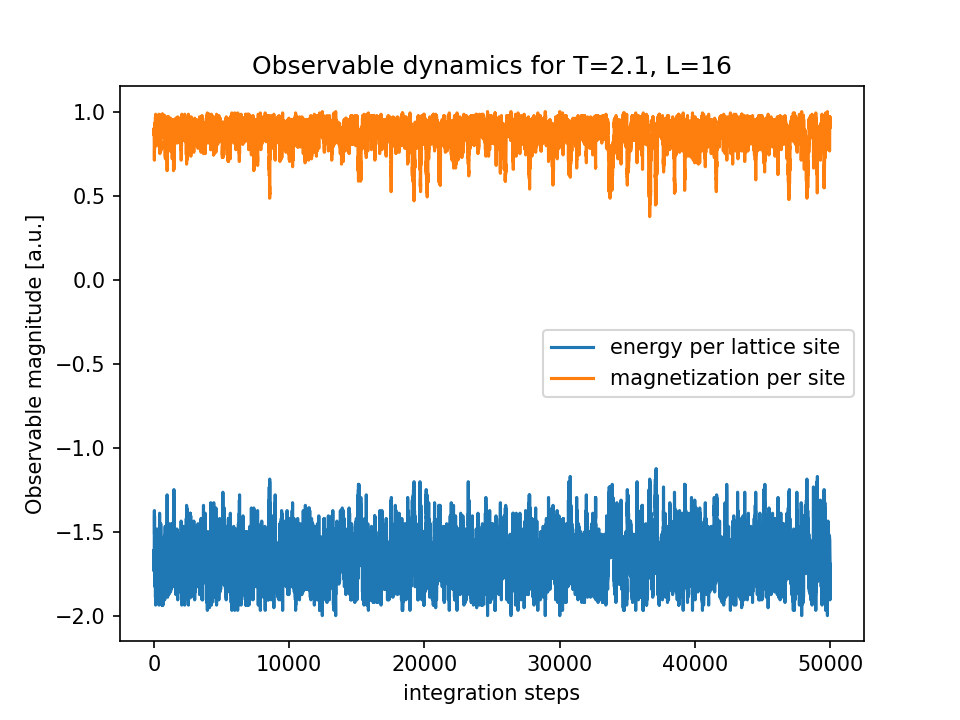 Observable dynamics for T=2.1, L=16
Observable magnitude [a.u.]
1.0
0.5
0.0
−0.5
−1.0
−1.5
−2.0
energy per lattice site
magnetization per site
0 10000 20000 30000 40000 50000
integration steps